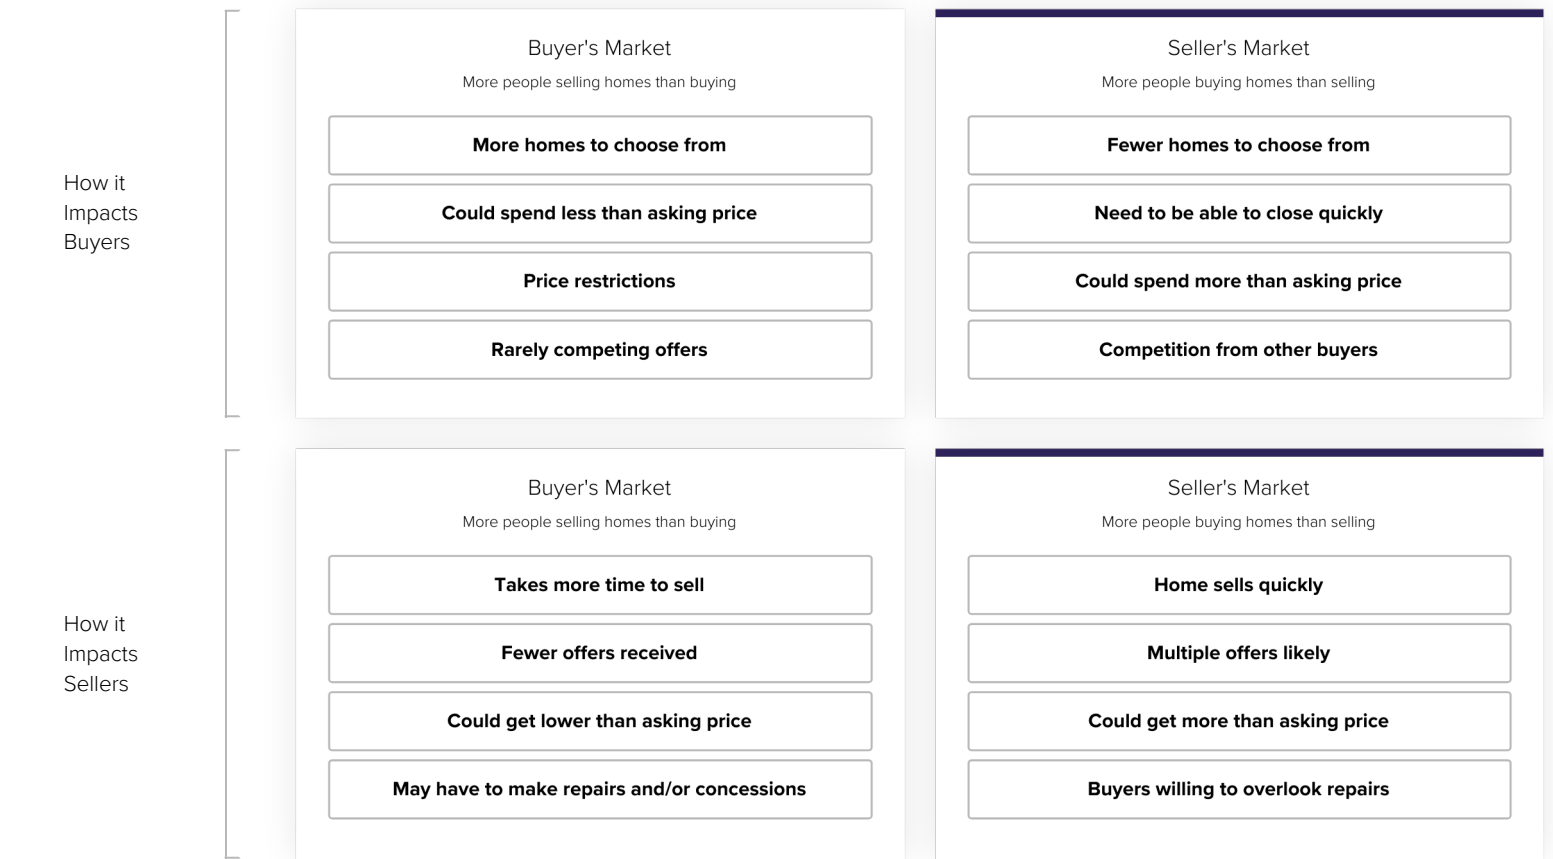 How it
Impacts
Buyers
Buyer's Market
More people selling homes than buying
More homes to choose from
Could spend less than asking price
Price restrictions
Rarely competing offers
Seller's Market
More people buying homes than selling
Fewer homes to choose from
Need to be able to close quickly
Could spend more than asking price
Competition from other buyers
How it
Impacts
Sellers
Buyer's Market
More people selling homes than buying
Takes more time to sell
Fewer offers received
Could get lower than asking price
May have to make repairs and/or concessions
Seller's Market
More people buying homes than selling
Home sells quickly
Multiple offers likely
Could get more than asking price
Buyers willing to overlook repairs